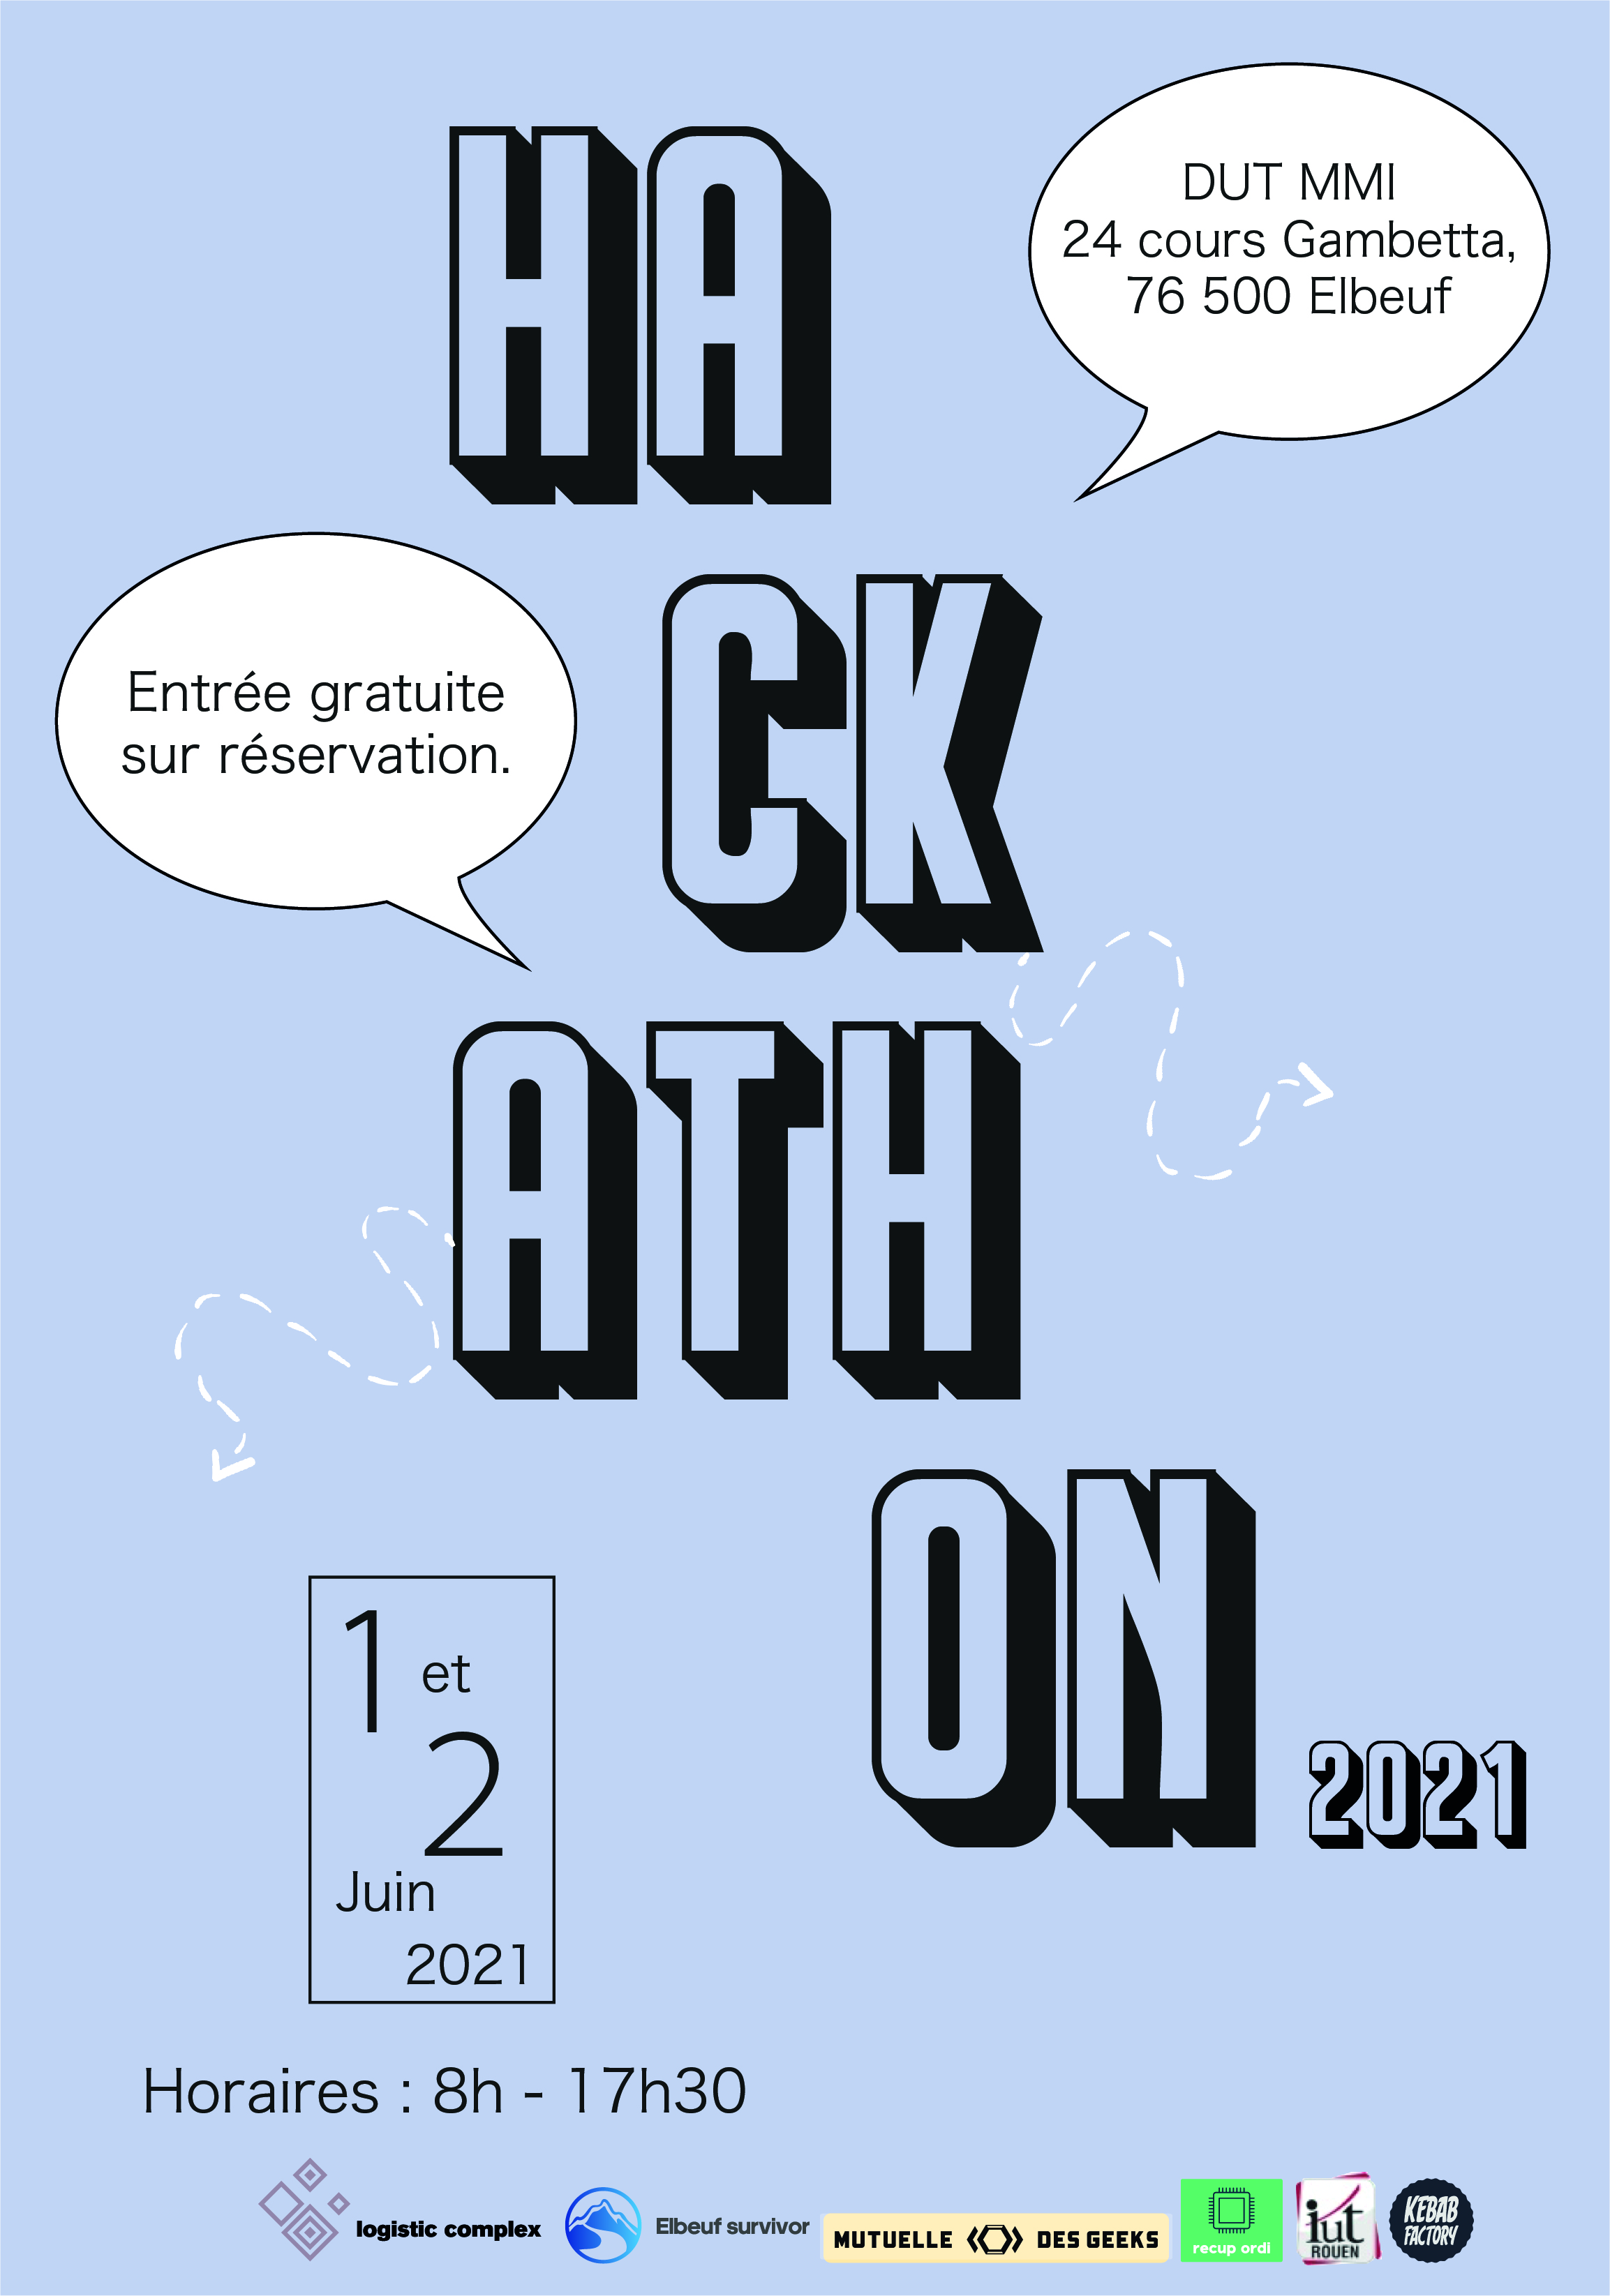 HA
DUT MMI
24 cours Gambetta,
76 500 Elbeuf
CK
Entrée gratuite
sur réservation.
ATH
ON
2021
1 et
2
Juin
2021
Horaires : 8h - 17h30
logistic complex
Elbeuf survivor
MUTUELLE DES GEEKS
recup ordi
iut
ROUEN
KEBAB
FACTORY